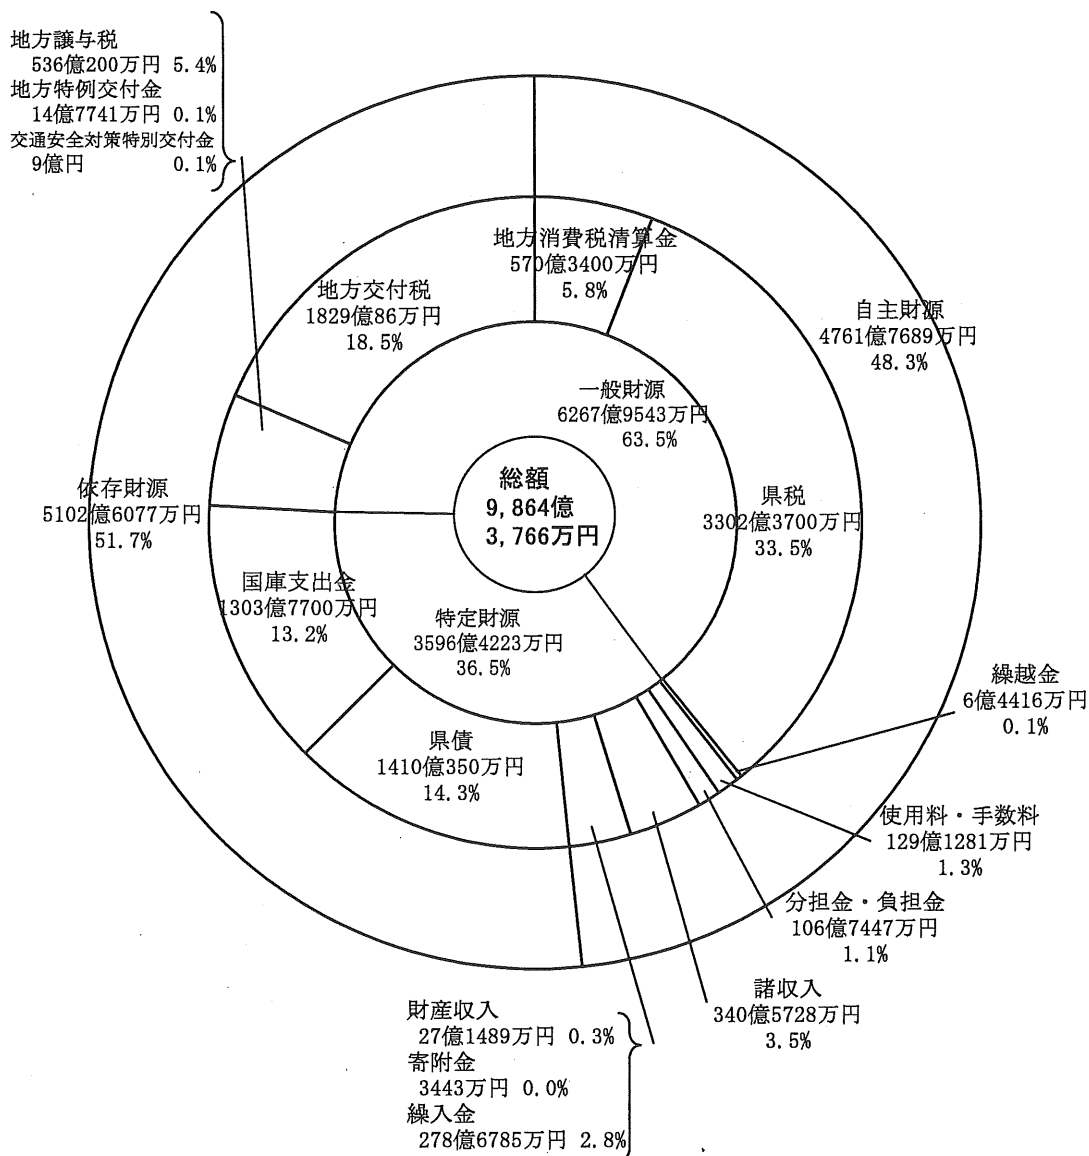 地方譲与税
536億200万円 5.4%
地方特例交付金
14億7741万円 0.1%
交通安全対策特別交付金
9億円 0.1%
地方消費税清算金
570億3400万円
5.8%
地方交付税
1829億86万円
18.5%
自主財源
4761億7689万円
48.3%
一般財源
6267億9543万円
63.5%
総額
9,864億
3,766万円
県税
3302億3700万円
33.5%
依存財源
5102億6077万円
51.7%
国庫支出金
1303億7700万円
13.2%
特定財源
3596億4223万円
36.5%
県債
1410億350万円
14.3%
繰越金
6億4416万円
0.1%
使用料・手数料
129億1281万円
1.3%
分担金・負担金
106億7447万円
1.1%
諸収入
340億5728万円
3.5%
財産収入
27億1489万円 0.3%
寄附金
3443万円 0.0%
繰入金
278億6785万円 2.8%